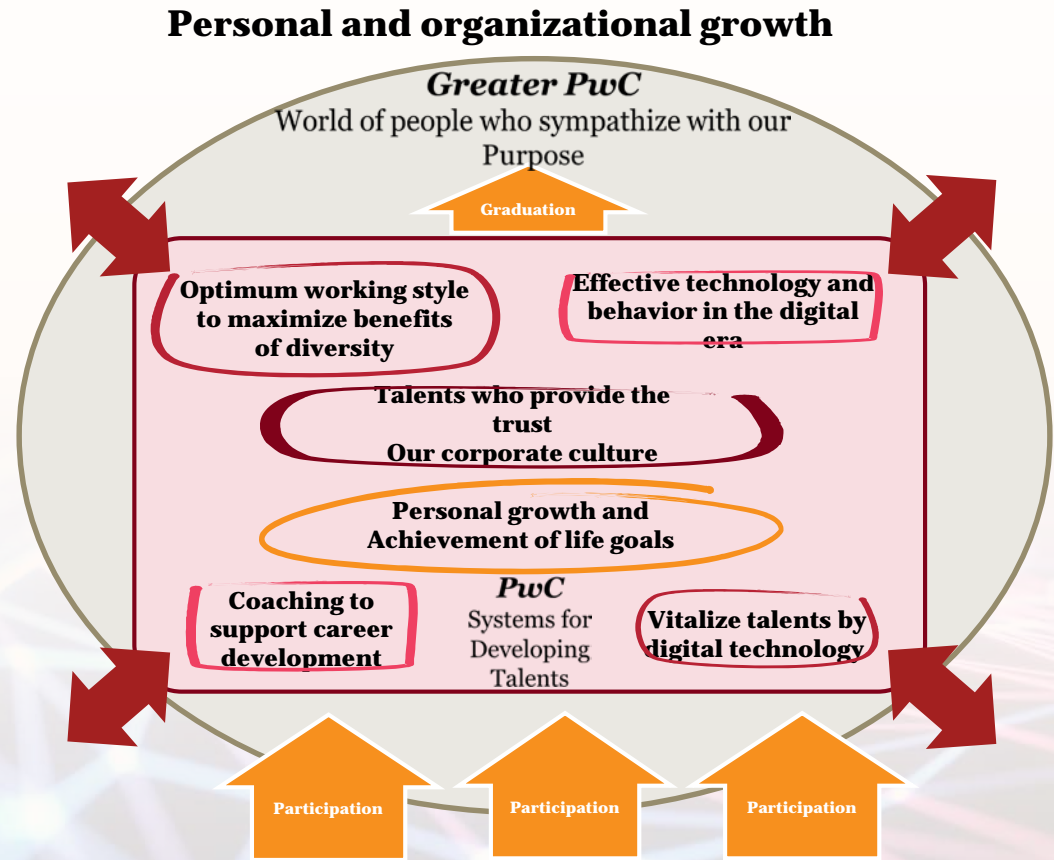 Personal and organizational growth
Greater PwC
World of people who sympathize with our
Purpose
Graduation
Optimum working style
to maximize benefits
of diversity
Effective technology and
behavior in the digital
era
Talents who provide the
trust
Our corporate culture
Personal growth and
Achievement of life goals
Coaching to
support career
development
PwC
Systems for
Developing
Talents
Vitalize talents by
digital technology
Participation
Participation
Participation